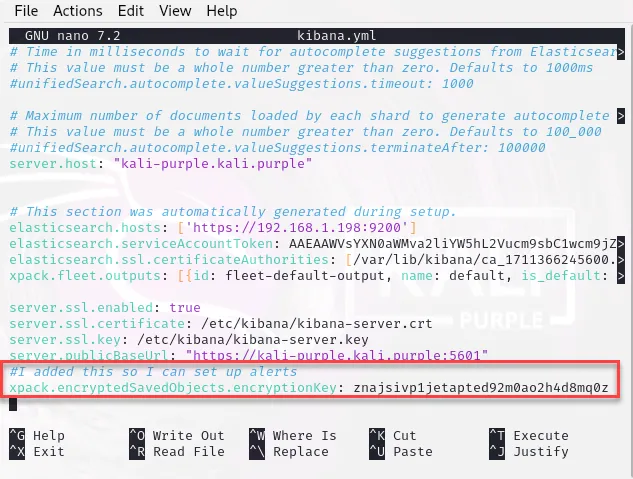 File Actions Edit View Help
GNU nano 7.2 kibana.yml
# Time in milliseconds to wait for autocomplete suggestions from Elasticsear>
# This value must be a whole number greater than zero. Defaults to 1000ms
#unifiedSearch.autocomplete.valueSuggestions.timeout: 1000
# Maximum number of documents loaded by each shard to generate autocomplete >
# This value must be a whole number greater than zero. Defaults to 100_000
#unifiedSearch.autocomplete.valueSuggestions.terminateAfter: 100000
server.host: "kali-purple.kali.purple"
# This section was automatically generated during setup.
elasticsearch.hosts: ['https://192.168.1.198:9200']
elasticsearch.serviceAccountToken: AAEAAWVsYXN0aWMva2liYW5hL2Vucm9sbC1wcm9jZ>
elasticsearch.ssl.certificateAuthorities: [/var/lib/kibana/ca_1711366245600.>
xpack.fleet.outputs: [{id: fleet-default-output, name: default, is_default: >
server.ssl.enabled: true
server.ssl.certificate: /etc/kibana/kibana-server.crt
PURPLE
server.ssl.key: /etc/kibana/kibana-server.key
server.publicBaseUrl: "https://kali-purple.kali.purple:5601"
#I added this so I can set up alerts
xpack.encryptedSavedObjects.encryptionKey: znajsivp1jetapted92m0ao2h4d8mq0z
^G Help ^O Write Out ^W Where Is ^K Cut ^T Execute
^X Exit ^R Read File ^\ Replace ^U Paste ^J Justify